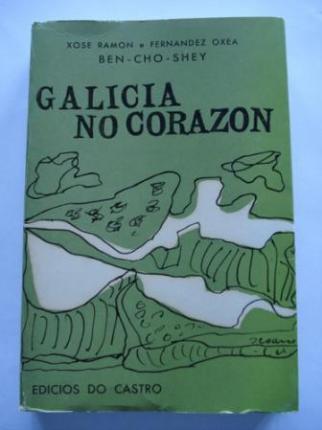 XOSE RAMON e FERNANDEZ OXEA
BEN-CHO-SHEY
GALICIA
NO CORAZON
EDICIOS DO CASTRO